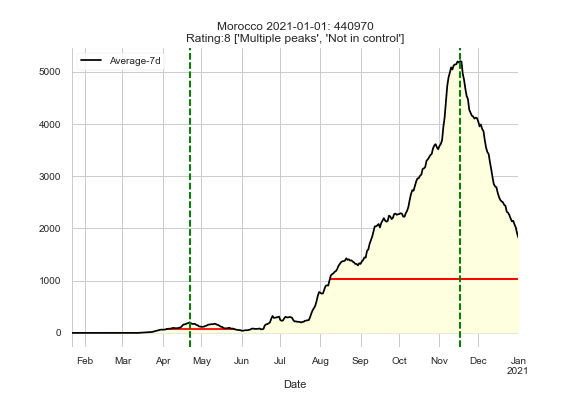 Morocco 2021-01-01: 440970
Rating:8 ['Multiple peaks', 'Not in control']
Average-7d
5000
4000
3000
2000
1000
0
Feb Mar Apr May Jun Jul Aug Sep Oct Nov Dec Jan
2021
Date